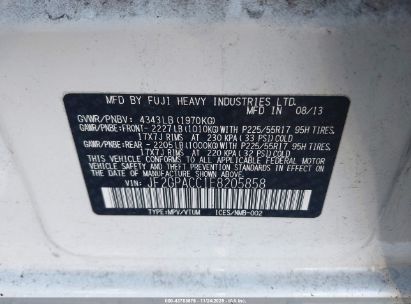 MFD BY FUJI HEAVY INDUSTRIES LTD.
GVWR/PNBV: 4343LB (1970KG) MFD IN 08/13
GAWR/PNBE:FRONT- 2227LB(1010KG) WITH P225/55R17 95H TIRES,
17X7J RIMS AT 230 KPA (33 PSI)COLD
GAWR/PNBE:REAR - 2205LB(1000KG) WITH P225/55R17 95H TIRES,
17X7J RIMS AT 220 KPA (32 PSI)COLD
THIS VEHICLE CONFORMS TO ALL APPLICABLE FEDERAL MOTOR
VEHICLE SAFETY AND THEFT PREVENTION STANDARDS IN EFFECT
ON THE DATE OF MANUFACTURE SHOWN ABOVE.
VIN: JF2GPACC1E8205858
TYPE:MPV/VTUM ICES/NMB-002